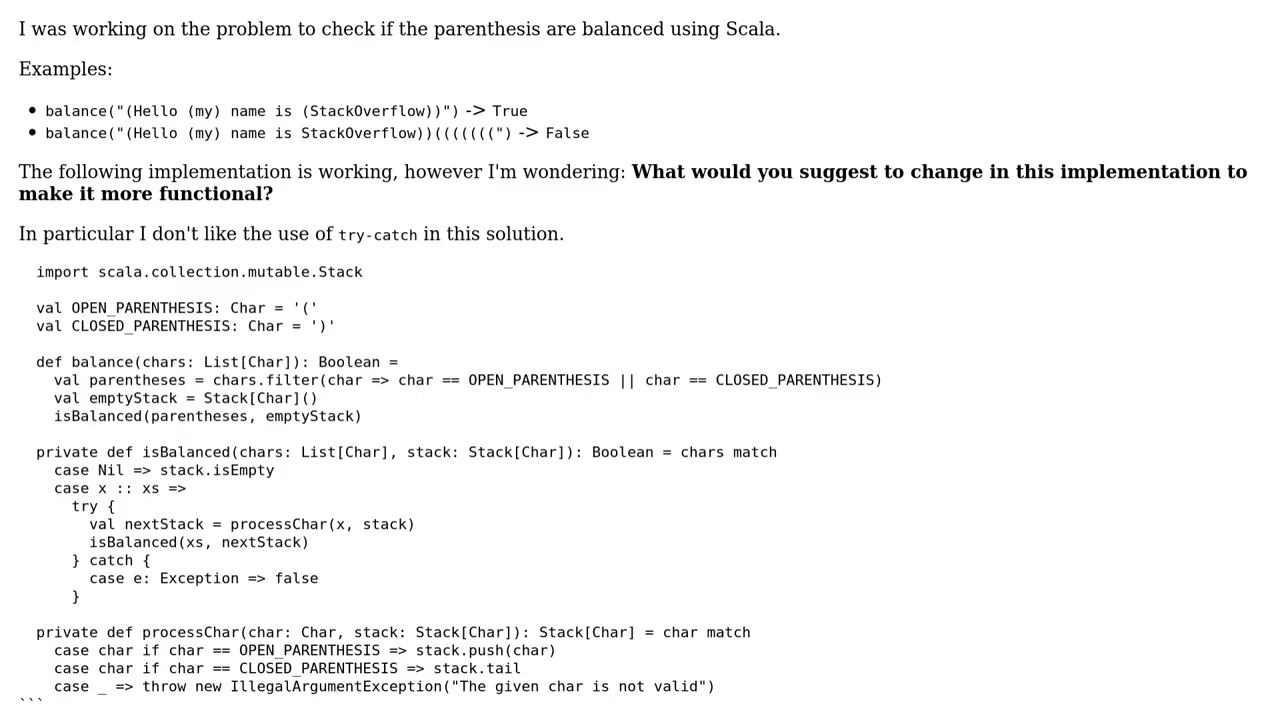 I was working on the problem to check if the parenthesis are balanced using Scala.
Examples:
• balance("(Hello (my) name is (StackOverflow))") -> True
• balance("(Hello (my) name is StackOverflow))(((((((") -> False
The following implementation is working, however I'm wondering: What would you suggest to change in this implementation to
make it more functional?
In particular I don't like the use of try-catch in this solution.
import scala.collection.mutable.Stack
val OPEN_PARENTHESIS: Char = '('
val CLOSED_PARENTHESIS: Char = ')'
def balance(chars: List[Char]): Boolean =
  val parentheses = chars.filter(char => char == OPEN_PARENTHESIS || char == CLOSED_PARENTHESIS)
  val emptyStack = Stack[Char]()
  isBalanced(parentheses, emptyStack)
private def isBalanced(chars: List[Char], stack: Stack[Char]): Boolean = chars match
  case Nil => stack.isEmpty
  case x :: xs =>
    try {
      val nextStack = processChar(x, stack)
      isBalanced(xs, nextStack)
    } catch {
      case e: Exception => false
    }
private def processChar(char: Char, stack: Stack[Char]): Stack[Char] = char match
  case char if char == OPEN_PARENTHESIS => stack.push(char)
  case char if char == CLOSED_PARENTHESIS => stack.tail
  case _ => throw new IllegalArgumentException("The given char is not valid")
```